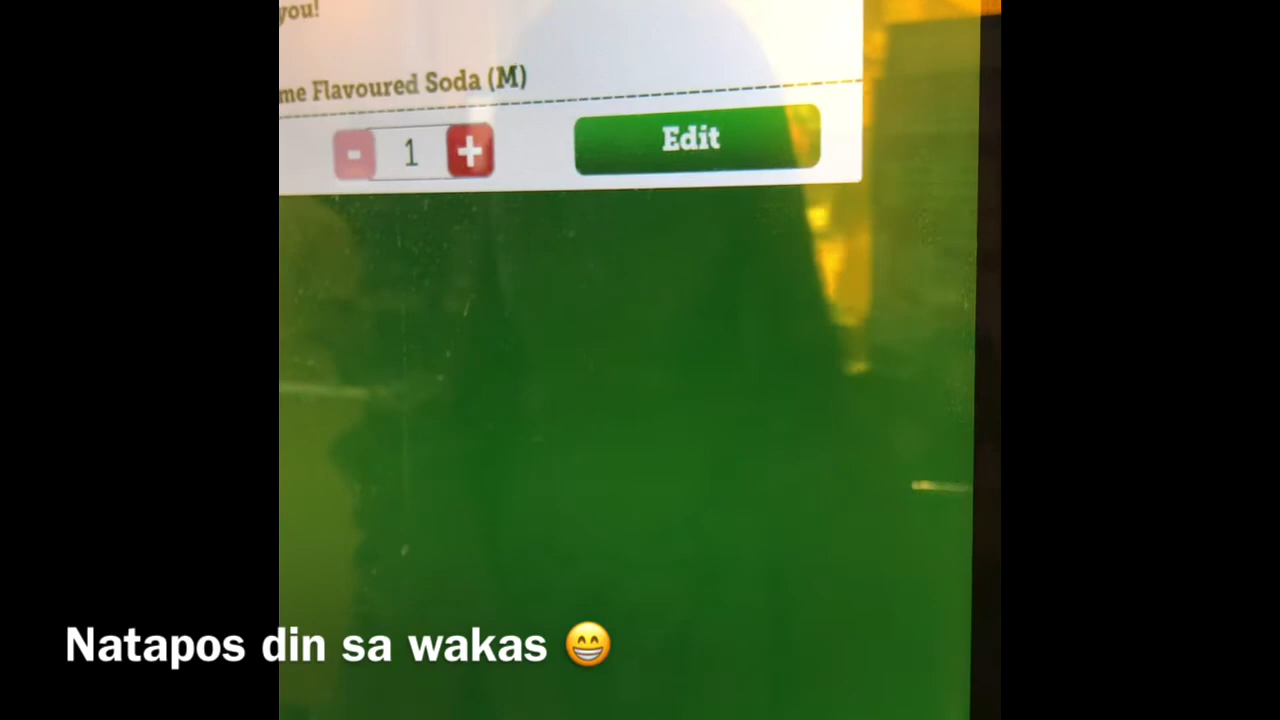 you!
me Flavoured Soda (M)
- 1 +
Edit
Natapos din sa wakas 😁